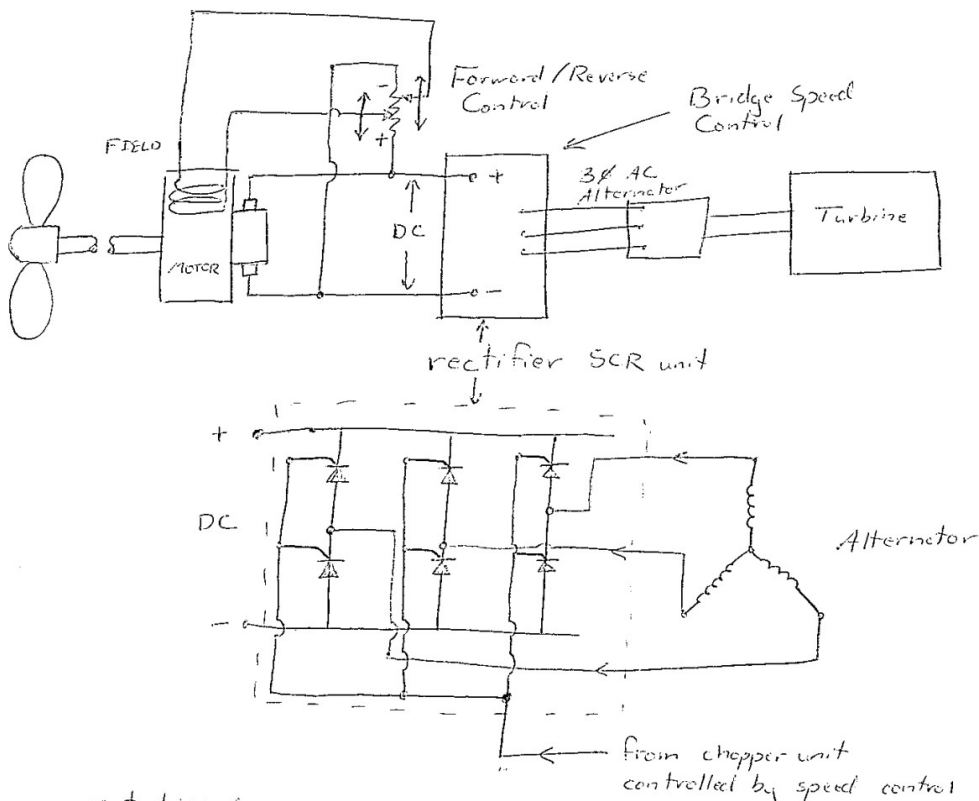 Forward/Reverse
Control
-
+
Bridge Speed
Control
FIELD
MOTOR
DC
+
-
3ϕ AC
Alternator
Turbine
rectifier SCR unit
+
DC
-
Alternator
from chopper unit
controlled by speed control